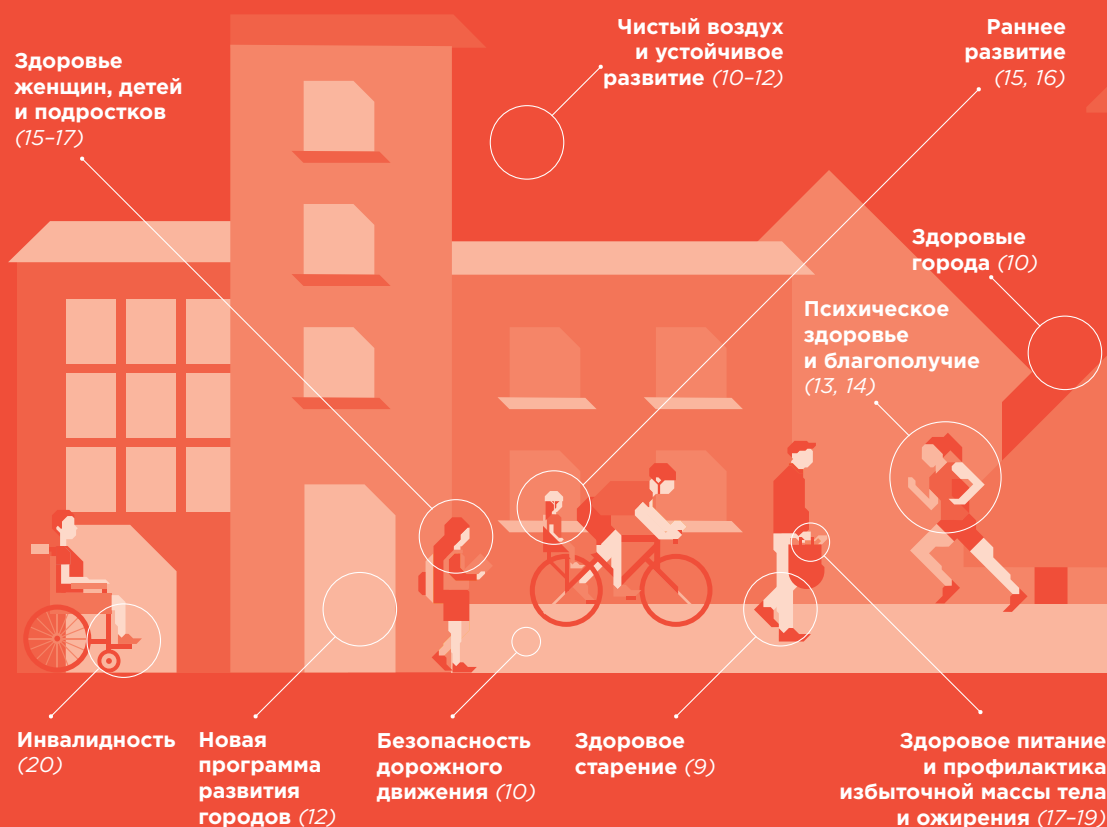 Здоровье
женщин, детей
и подростков
(15–17)
Чистый воздух
и устойчивое
развитие (10–12)
Раннее
развитие
(15, 16)
Здоровые
города (10)
Психическое
здоровье
и благополучие
(13, 14)
Инвалидность
(20)
Новая
программа
развития
городов (12)
Безопасность
дорожного
движения (10)
Здоровое
старение (9)
Здоровое питание
и профилактика
избыточной массы тела
и ожирения (17–19)